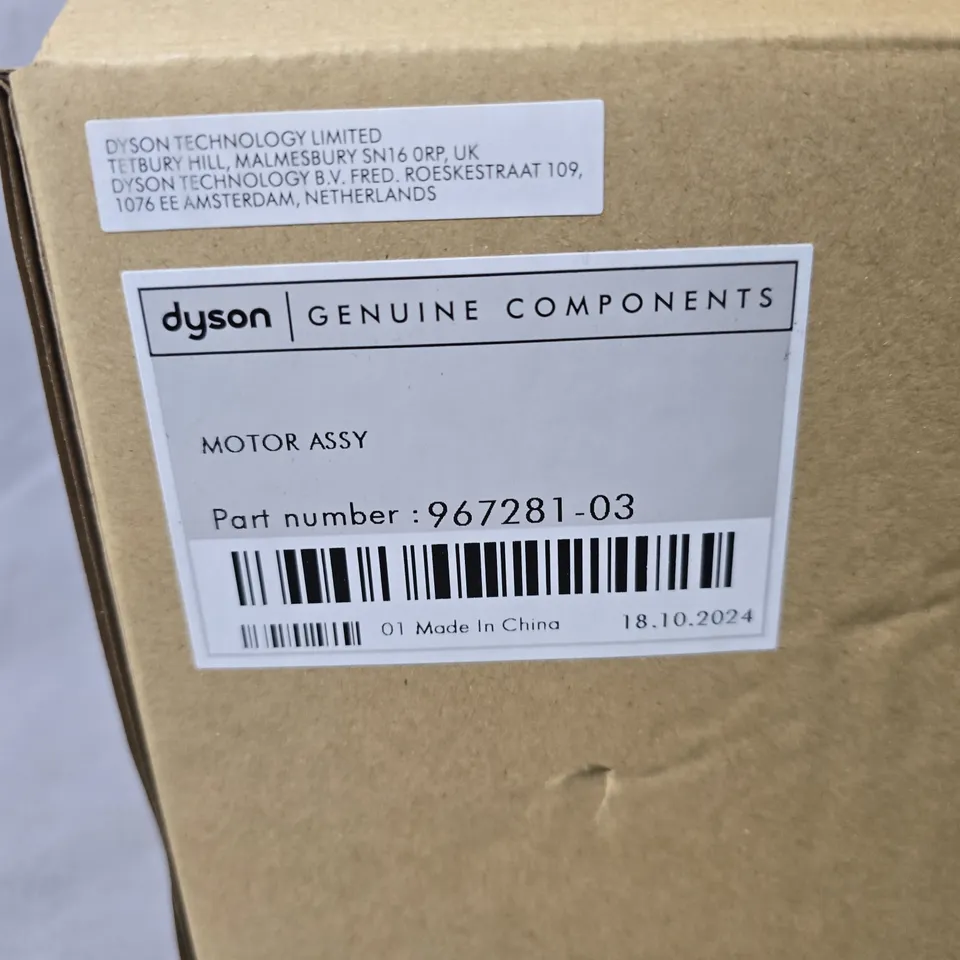 DYSON TECHNOLOGY LIMITED
TETBURY HILL, MALMESBURY SN16 0RP, UK
DYSON TECHNOLOGY B.V. FRED. ROESKESTRAAT 109,
1076 EE AMSTERDAM, NETHERLANDS
dyson | GENUINE COMPONENTS
MOTOR ASSY
Part number : 967281-03
01 Made In China 18.10.2024